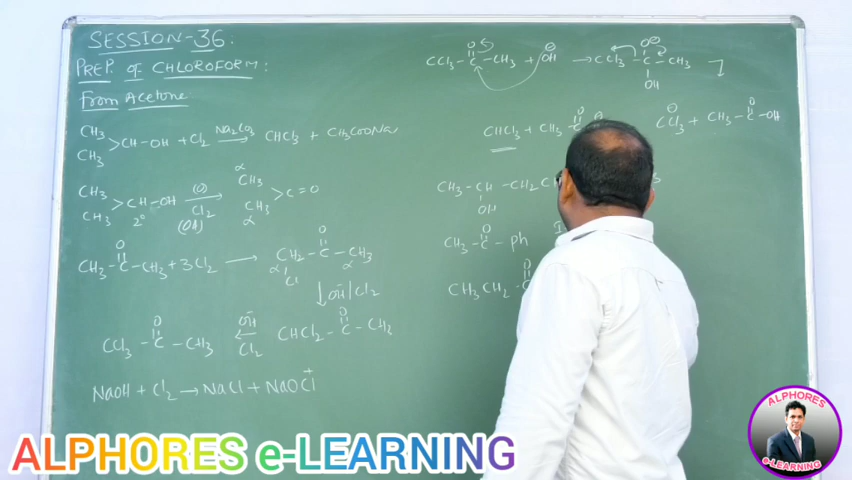 SESSION-36.
PREP. OF CHLOROFORM:
From Acetone
CH3
CH3
>CH-OH + Cl2 Na2CO3 → CHCl3 + CH3COONa
CH3
CH3
>CH-OH
2°
(O)
Cl2
(OH)
→
α
CH3
CH3
α
>C=O
O
CH3-C-CH3 + 3Cl2 → CH2-C-CH3
α
Cl
O
α
↓ OH/Cl2
O
CCl3-C-CH3
OH
←
Cl2
CHCl2-C-CH2
O
NaOH + Cl2 → NaCl + NaOCl
+
O
CCl3-C-CH3 + OH → CCl3-C-CH3
O
OH
CHCl3 + CH3
C
O
CCl3 + CH3-C-OH
O
CH3-CH-CH2
OH
O
CH3-C-ph
CH3CH2-C
O
ALPHORES e-LEARNING
ALPHORES
e-LEARNING